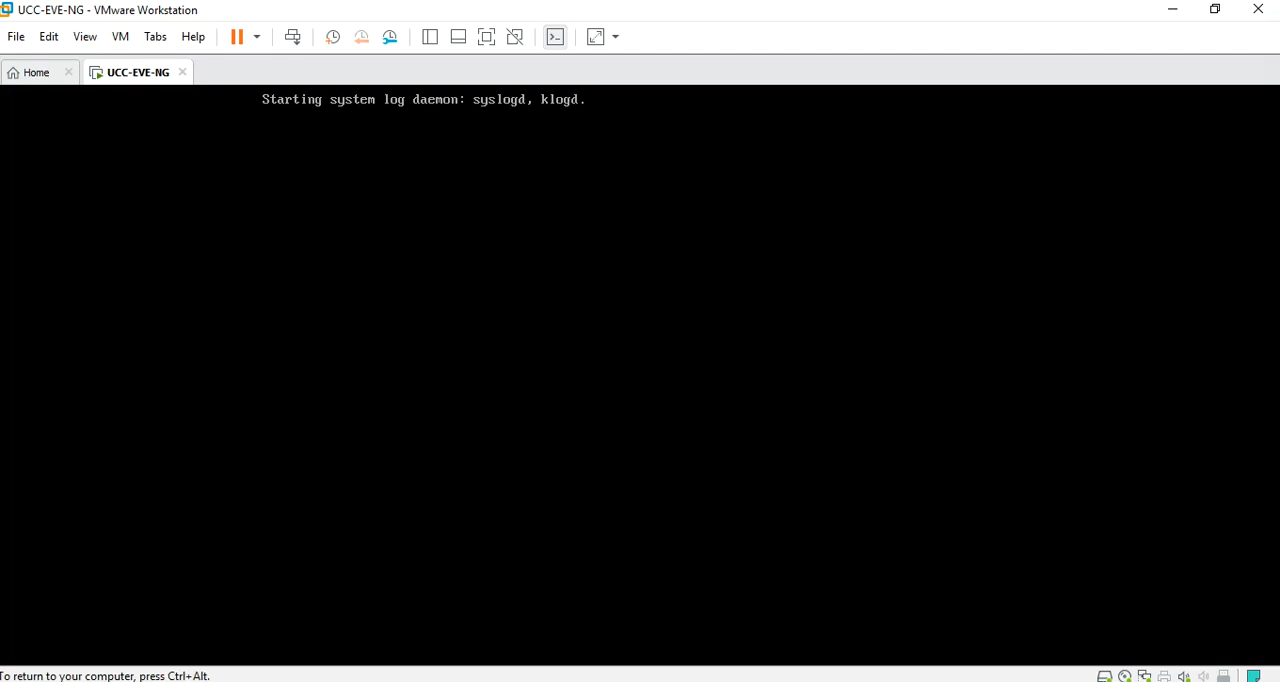 UCC-EVE-NG - VMware Workstation
File Edit View VM Tabs Help
Home UCC-EVE-NG
Starting system log daemon: syslogd, klogd.
To return to your computer, press Ctrl+Alt.